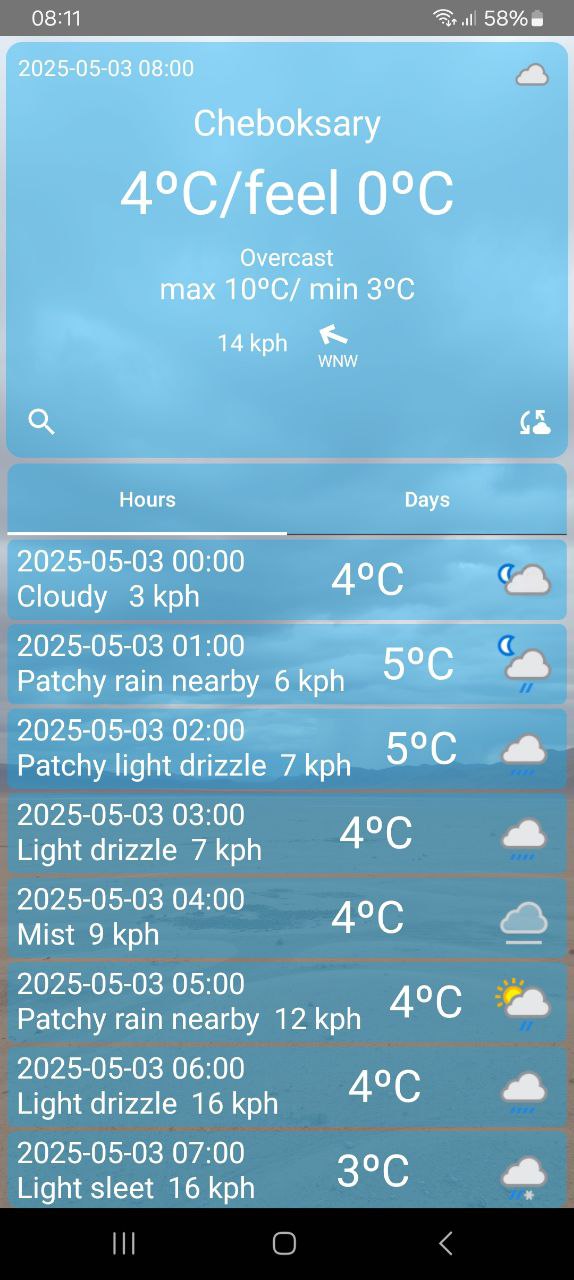 08:11 58%
2025-05-03 08:00
Cheboksary
4ºC/feel 0ºC
Overcast
max 10ºC/ min 3ºC
14 kph
WNW
Hours Days
2025-05-03 00:00
Cloudy 3 kph 4ºC
2025-05-03 01:00
Patchy rain nearby 6 kph 5ºC
2025-05-03 02:00
Patchy light drizzle 7 kph 5ºC
2025-05-03 03:00
Light drizzle 7 kph 4ºC
2025-05-03 04:00
Mist 9 kph 4ºC
2025-05-03 05:00
Patchy rain nearby 12 kph 4ºC
2025-05-03 06:00
Light drizzle 16 kph 4ºC
2025-05-03 07:00
Light sleet 16 kph 3ºC